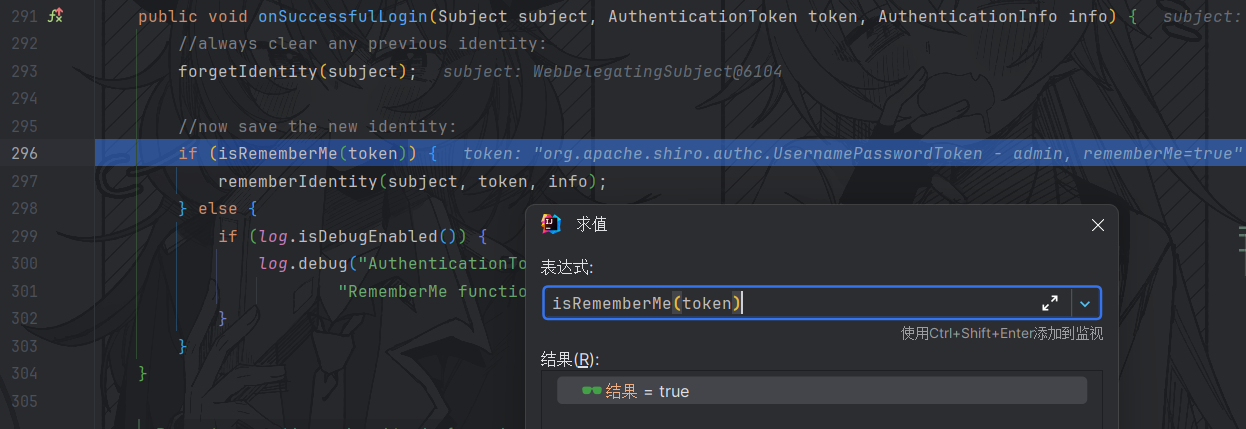 291 public void onSuccessfulLogin(Subject subject, AuthenticationToken token, AuthenticationInfo info) { subject:
292 //always clear any previous identity:
293 forgetIdentity(subject); subject: WebDelegatingSubject@6104
294
295 //now save the new identity:
296 if (isRememberMe(token)) { token: "org.apache.shiro.authc.UsernamePasswordToken - admin, rememberMe=true"
297 rememberIdentity(subject, token, info);
298 } else {
299 if (log.isDebugEnabled()) {
300 log.debug("AuthenticationTo
301 "RememberMe functio
302 }
303 }
304 }
305
求值
表达式:
isRememberMe(token)
使用Ctrl+Shift+Enter添加到监视
结果(R):
结果 = true